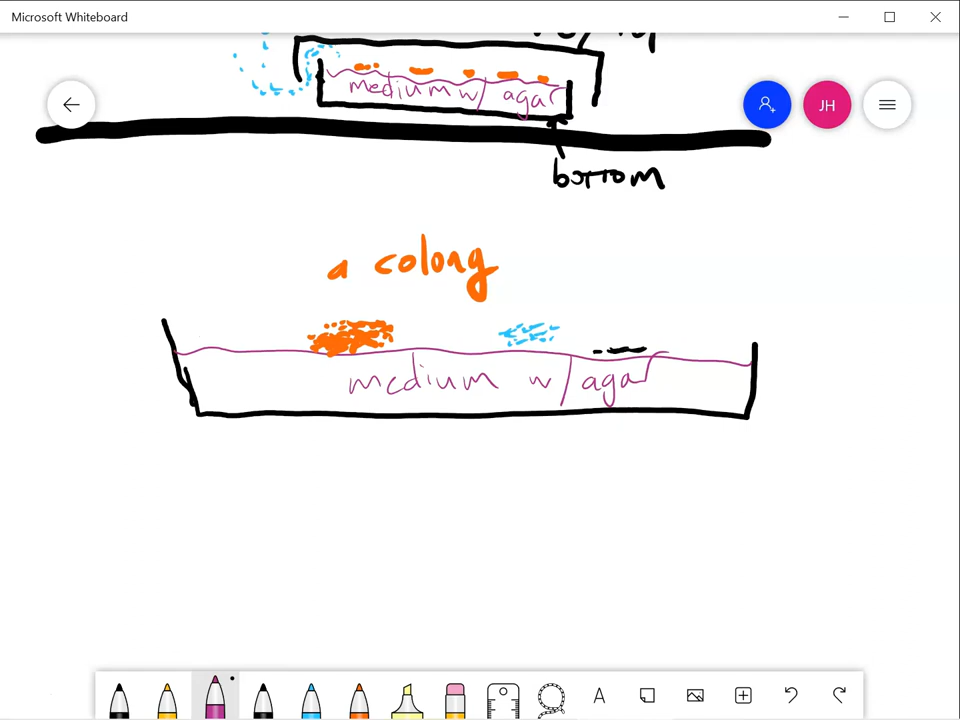 Microsoft Whiteboard
medium w/ agar
JH
bottom
a colony
medium w/ agar
A